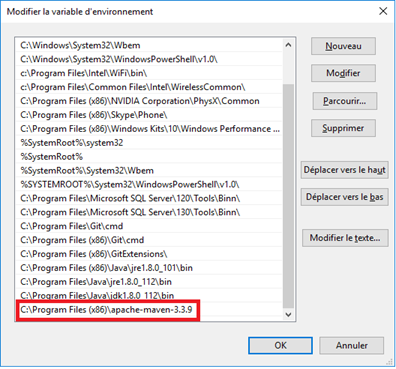 Modifier la variable d'environnement
C:\Windows\System32\Wbem
C:\Windows\System32\WindowsPowerShell\v1.0\
c:\Program Files\Intel\WiFi\bin\
c:\Program Files\Common Files\Intel\WirelessCommon\
C:\Program Files (x86)\NVIDIA Corporation\PhysX\Common
C:\Program Files (x86)\Skype\Phone\
C:\Program Files (x86)\Windows Kits\10\Windows Performance ...
%SystemRoot%\system32
%SystemRoot%
%SystemRoot%\System32\Wbem
%SYSTEMROOT%\System32\WindowsPowerShell\v1.0\
C:\Program Files\Microsoft SQL Server\120\Tools\Binn\
C:\Program Files\Microsoft SQL Server\130\Tools\Binn\
C:\Program Files\Git\cmd
C:\Program Files (x86)\Git\cmd
C:\Program Files (x86)\GitExtensions\
C:\Program Files (x86)\Java\jre1.8.0_101\bin
C:\Program Files\Java\jre1.8.0_112\bin
C:\Program Files\Java\jdk1.8.0_112\bin
C:\Program Files (x86)\apache-maven-3.3.9
Nouveau
Modifier
Parcourir...
Supprimer
Déplacer vers le haut
Déplacer vers le bas
Modifier le texte...
OK
Annuler